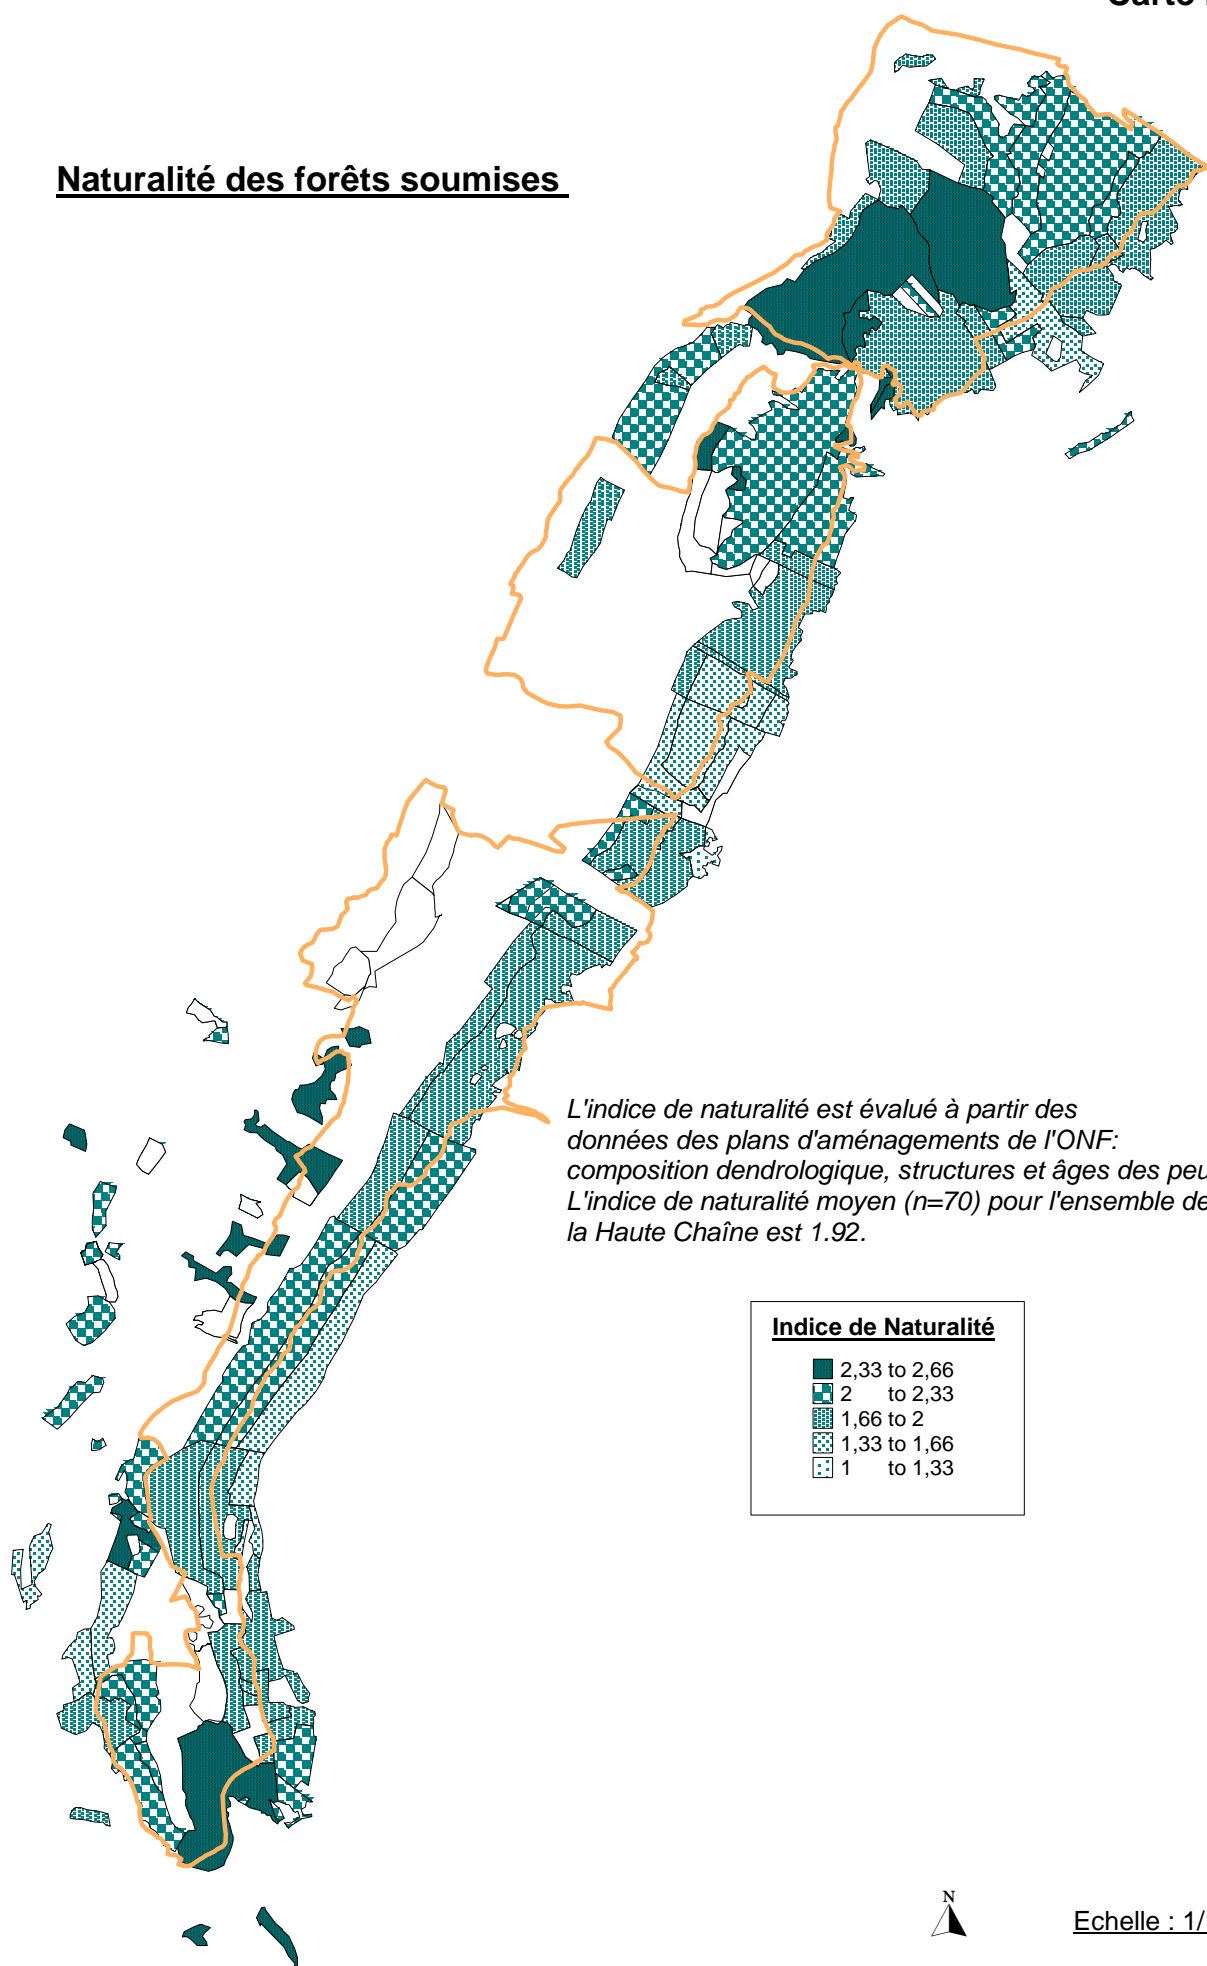 Carte
Naturalité des forêts soumises
L'indice de naturalité est évalué à partir des
données des plans d'aménagements de l'ONF:
composition dendrologique, structures et âges des peu
L'indice de naturalité moyen (n=70) pour l'ensemble de
la Haute Chaîne est 1.92.
Indice de Naturalité
2,33 to 2,66
2 to 2,33
1,66 to 2
1,33 to 1,66
1 to 1,33
N
Echelle : 1/